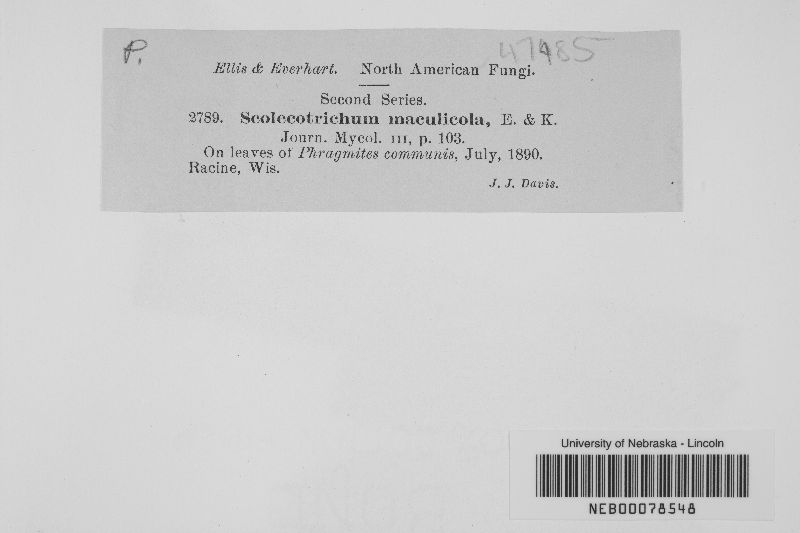 P.
47485
Ellis & Everhart. North American Fungi.
Second Series.
2789. Scolecotrichum maculicola, E. & K.
Journ. Mycol. III, p. 103.
On leaves of Phragmites communis, July, 1890.
Racine, Wis.
J. J. Davis.
University of Nebraska - Lincoln
NEB00078548